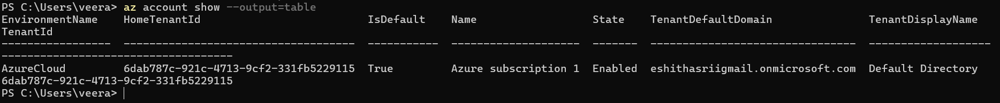 PS C:\Users\veera> az account show --output=table
EnvironmentName    HomeTenantId                          IsDefault    Name                  State    TenantDefaultDomain               TenantDisplayName
TenantId
-----------------  ------------------------------------  -----------  --------------------  -------  --------------------------------  -------------------
------------------------------------
AzureCloud         6dab787c-921c-4713-9cf2-331fb5229115  True         Azure subscription 1  Enabled  eshithasriigmail.onmicrosoft.com  Default Directory
6dab787c-921c-4713-9cf2-331fb5229115
PS C:\Users\veera>